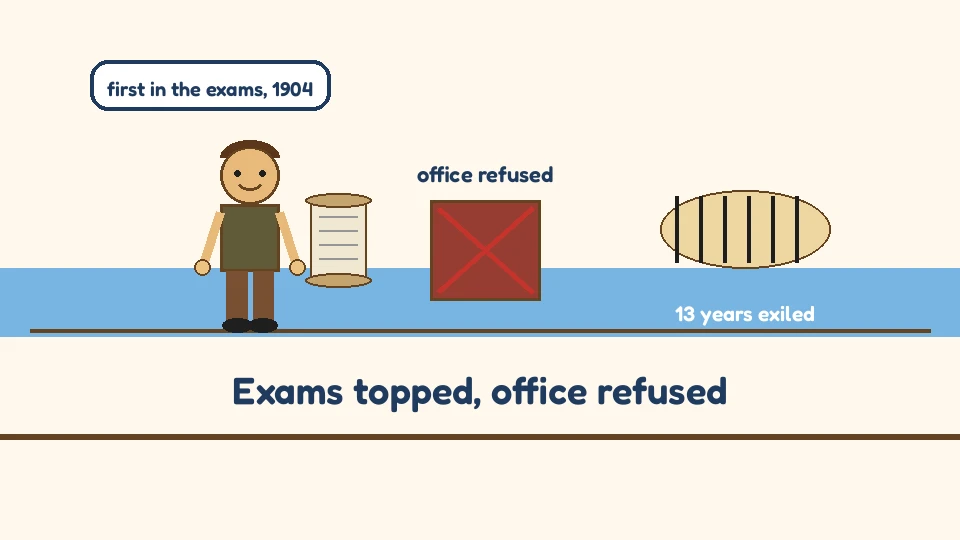 first in the exams, 1904
office refused
13 years exiled
Exams topped, office refused